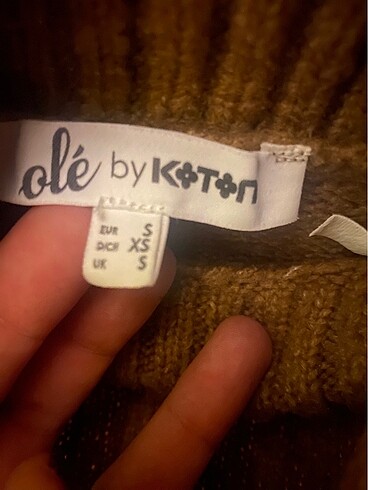 olé by KOTON
EUR S
D/CH XS
UK S